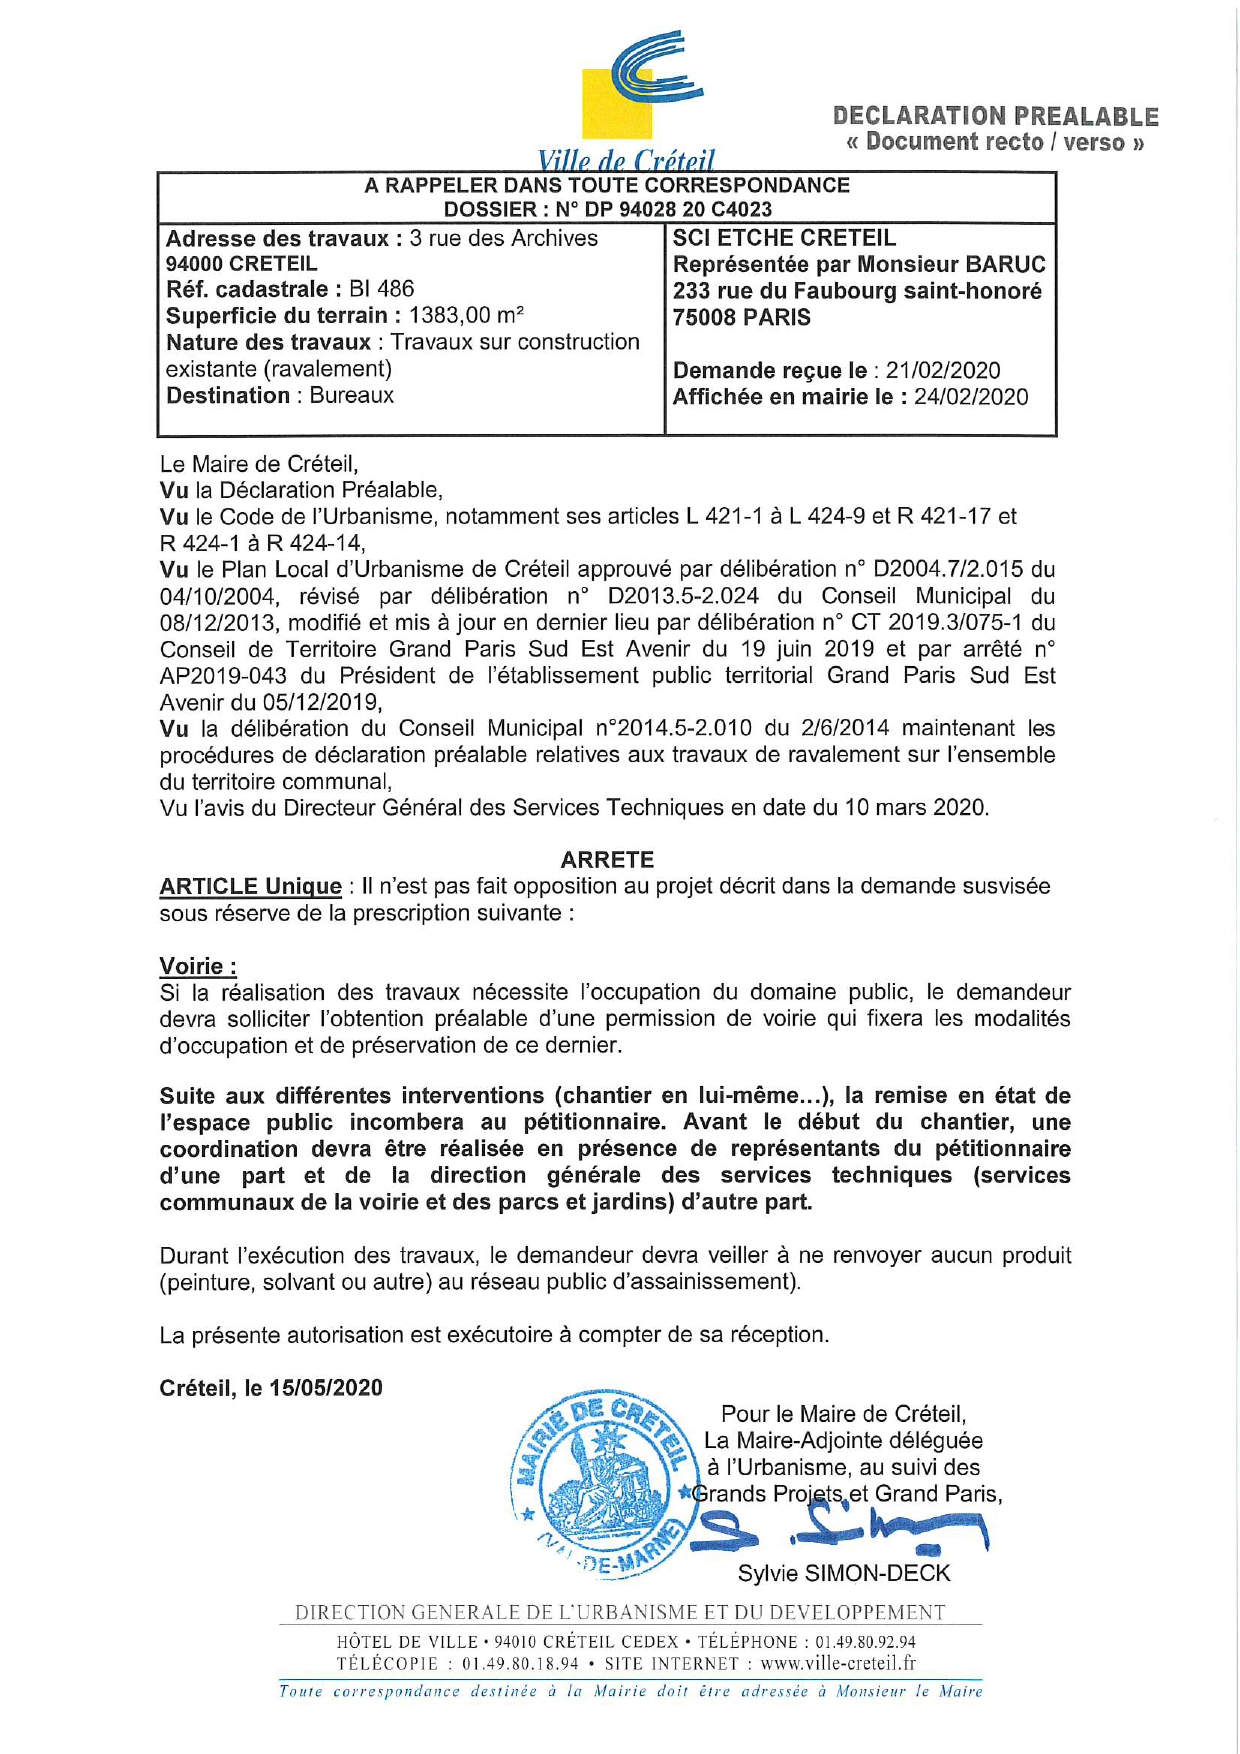 DECLARATION PREALABLE
« Document recto / verso »
Ville de Créteil
A RAPPELER DANS TOUTE CORRESPONDANCE
DOSSIER : N° DP 94028 20 C4023
Adresse des travaux : 3 rue des Archives
94000 CRETEIL
Réf. cadastrale : BI 486
Superficie du terrain : 1383,00 m²
Nature des travaux : Travaux sur construction
existante (ravalement)
Destination : Bureaux
SCI ETCHE CRETEIL
Représentée par Monsieur BARUC
233 rue du Faubourg saint-honoré
75008 PARIS
Demande reçue le : 21/02/2020
Affichée en mairie le : 24/02/2020
Le Maire de Créteil,
Vu la Déclaration Préalable,
Vu le Code de l'Urbanisme, notamment ses articles L 421-1 à L 424-9 et R 421-17 et
R 424-1 à R 424-14,
Vu le Plan Local d'Urbanisme de Créteil approuvé par délibération n° D2004.7/2.015 du
04/10/2004, révisé par délibération n° D2013.5-2.024 du Conseil Municipal du
08/12/2013, modifié et mis à jour en dernier lieu par délibération n° CT 2019.3/075-1 du
Conseil de Territoire Grand Paris Sud Est Avenir du 19 juin 2019 et par arrêté n°
AP2019-043 du Président de l'établissement public territorial Grand Paris Sud Est
Avenir du 05/12/2019,
Vu la délibération du Conseil Municipal n°2014.5-2.010 du 2/6/2014 maintenant les
procédures de déclaration préalable relatives aux travaux de ravalement sur l'ensemble
du territoire communal,
Vu l'avis du Directeur Général des Services Techniques en date du 10 mars 2020.
ARRETE
ARTICLE Unique : Il n'est pas fait opposition au projet décrit dans la demande susvisée
sous réserve de la prescription suivante :
Voirie :
Si la réalisation des travaux nécessite l'occupation du domaine public, le demandeur
devra solliciter l'obtention préalable d'une permission de voirie qui fixera les modalités
d'occupation et de préservation de ce dernier.
Suite aux différentes interventions (chantier en lui-même...), la remise en état de
l'espace public incombera au pétitionnaire. Avant le début du chantier, une
coordination devra être réalisée en présence de représentants du pétitionnaire
d'une part et de la direction générale des services techniques (services
communaux de la voirie et des parcs et jardins) d'autre part.
Durant l'exécution des travaux, le demandeur devra veiller à ne renvoyer aucun produit
(peinture, solvant ou autre) au réseau public d'assainissement).
La présente autorisation est exécutoire à compter de sa réception.
Créteil, le 15/05/2020
MAIRIE DE CRETEIL
(VAL-DE-MARNE)
Pour le Maire de Créteil,
La Maire-Adjointe déléguée
à l'Urbanisme, au suivi des
Grands Projets et Grand Paris,
Sylvie SIMON-DECK
DIRECTION GENERALE DE L'URBANISME ET DU DEVELOPPEMENT
HÔTEL DE VILLE • 94010 CRÉTEIL CEDEX • TÉLÉPHONE : 01.49.80.92.94
TÉLÉCOPIE : 01.49.80.18.94 • SITE INTERNET : www.ville-creteil.fr
Toute correspondance destinée à la Mairie doit être adressée à Monsieur le Maire